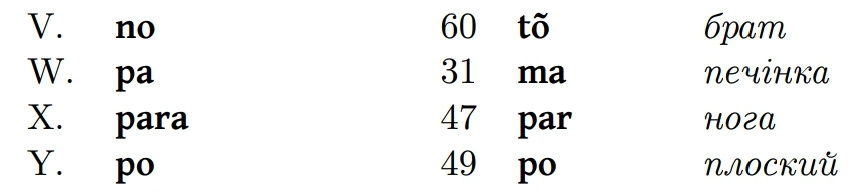 V. no 60 tõ брат
W. pa 31 ma печінка
X. para 47 par нога
Y. po 49 po плоский